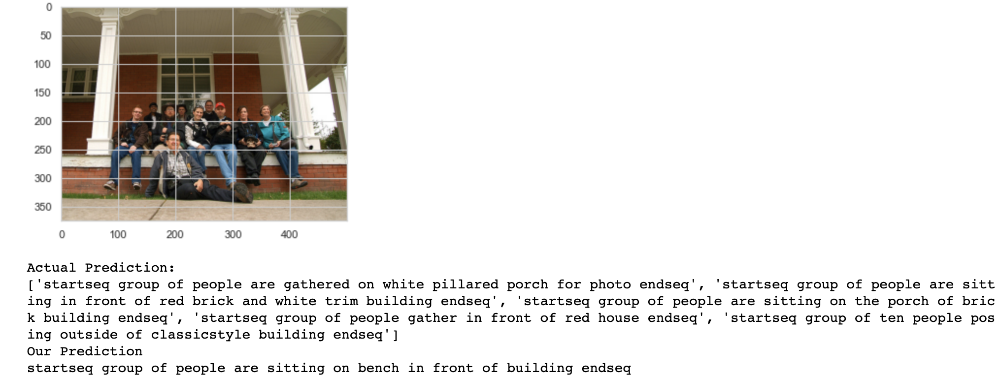 0
50
100
150
200
250
300
350
0 100 200 300 400
Actual Prediction:
['startseq group of people are gathered on white pillared porch for photo endseq', 'startseq group of people are sitt
ing in front of red brick and white trim building endseq', 'startseq group of people are sitting on the porch of bric
k building endseq', 'startseq group of people gather in front of red house endseq', 'startseq group of ten people pos
ing outside of classicstyle building endseq']
Our Prediction
startseq group of people are sitting on bench in front of building endseq